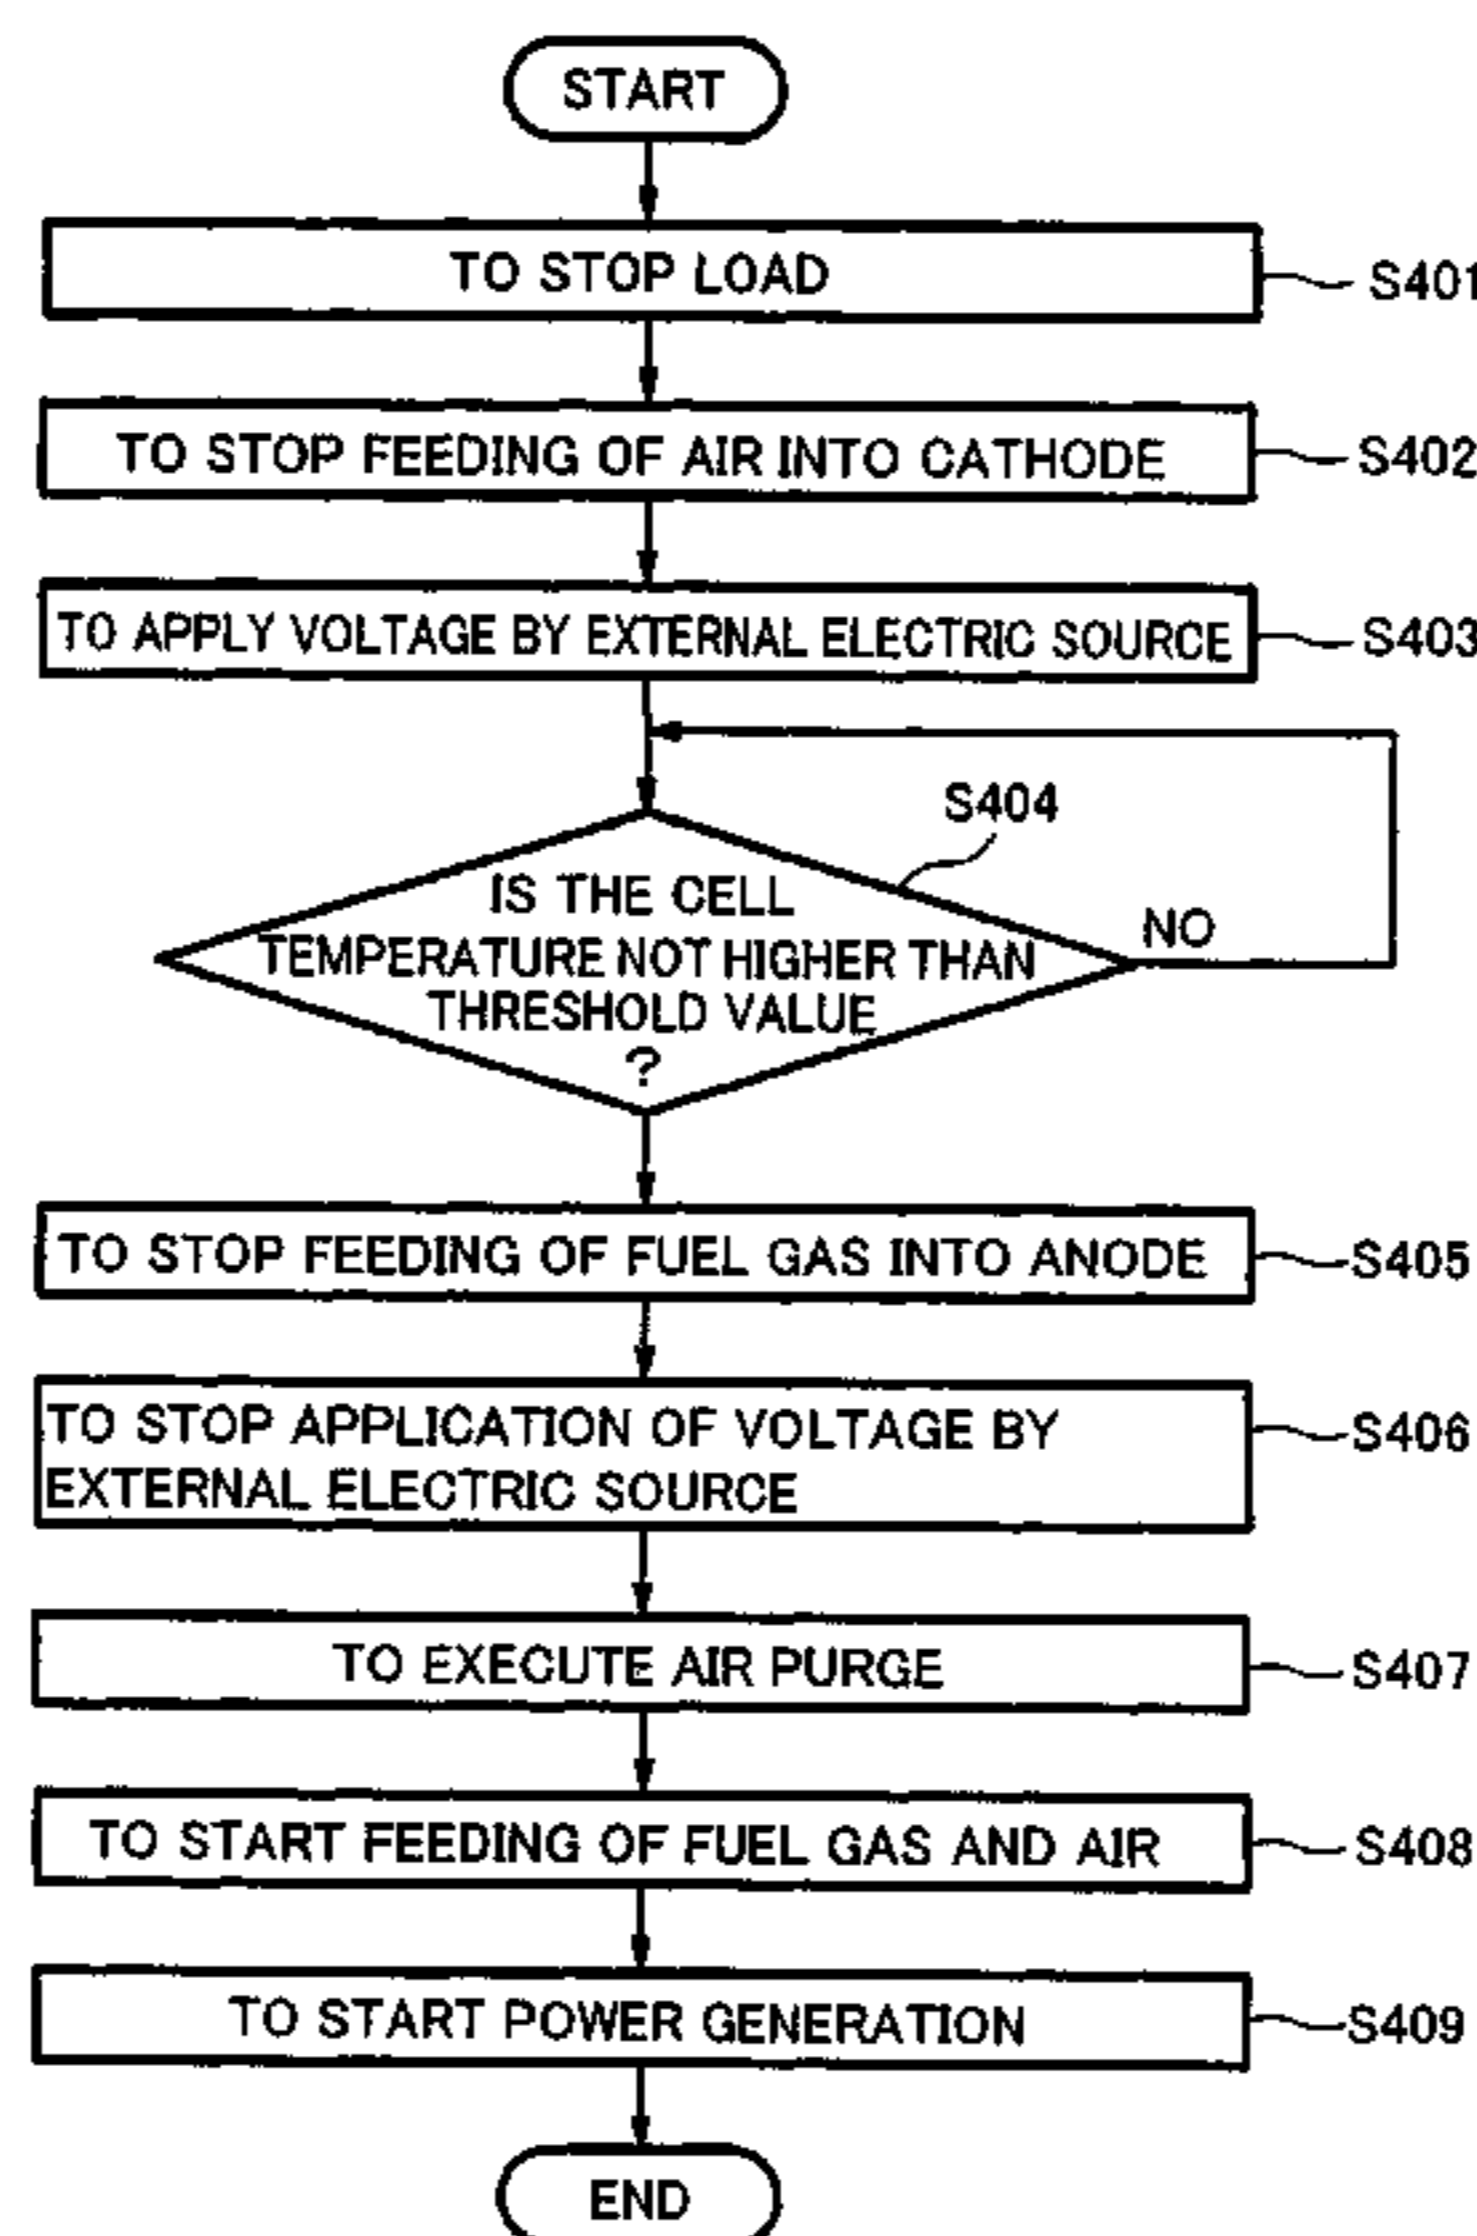 START
TO STOP LOAD
S401
TO STOP FEEDING OF AIR INTO CATHODE
S402
TO APPLY VOLTAGE BY EXTERNAL ELECTRIC SOURCE
S403
S404
IS THE CELL
TEMPERATURE NOT HIGHER THAN
THRESHOLD VALUE
?
NO
TO STOP FEEDING OF FUEL GAS INTO ANODE
S405
TO STOP APPLICATION OF VOLTAGE BY
EXTERNAL ELECTRIC SOURCE
S406
TO EXECUTE AIR PURGE
S407
TO START FEEDING OF FUEL GAS AND AIR
S408
TO START POWER GENERATION
S409
END